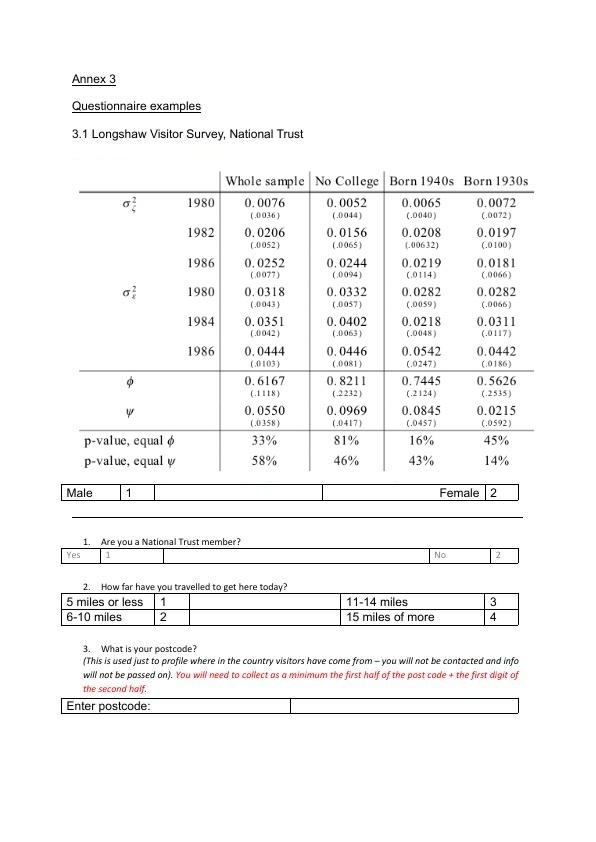 Annex 3
Questionnaire examples
3.1 Longshaw Visitor Survey, National Trust
Whole sample No College Born 1940s Born 1930s
σ²ζ 1980 0.0076 0.0052 0.0065 0.0072
(.0036) (.0044) (.0040) (.0072)
1982 0.0206 0.0156 0.0208 0.0197
(.0052) (.0065) (.00632) (.0100)
1986 0.0252 0.0244 0.0219 0.0181
(.0077) (.0094) (.0114) (.0066)
σ²ε 1980 0.0318 0.0332 0.0282 0.0282
(.0043) (.0057) (.0059) (.0066)
1984 0.0351 0.0402 0.0218 0.0311
(.0042) (.0063) (.0048) (.0117)
1986 0.0444 0.0446 0.0542 0.0442
(.0103) (.0081) (.0247) (.0186)
ϕ 0.6167 0.8211 0.7445 0.5626
(.1118) (.2232) (.2124) (.2535)
ψ 0.0550 0.0969 0.0845 0.0215
(.0358) (.0417) (.0457) (.0592)
p-value, equal ϕ 33% 81% 16% 45%
p-value, equal ψ 58% 46% 43% 14%
Male 1 Female 2
1. Are you a National Trust member?
Yes 1 No 2
2. How far have you travelled to get here today?
5 miles or less 1 11-14 miles 3
6-10 miles 2 15 miles of more 4
3. What is your postcode?
(This is used just to profile where in the country visitors have come from – you will not be contacted and info
will not be passed on). You will need to collect as a minimum the first half of the post code + the first digit of
the second half.
Enter postcode: